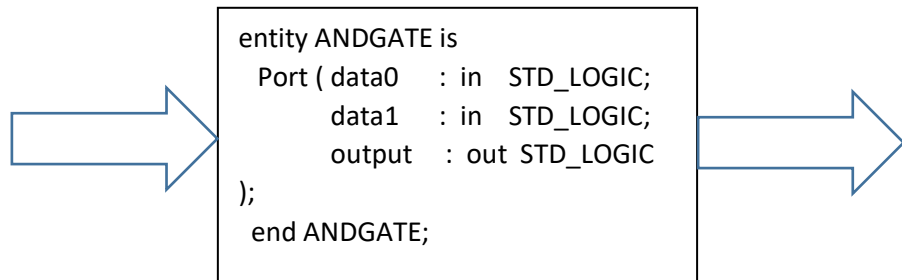 entity ANDGATE is
Port ( data0 : in STD_LOGIC;
data1 : in STD_LOGIC;
output : out STD_LOGIC
);
end ANDGATE;